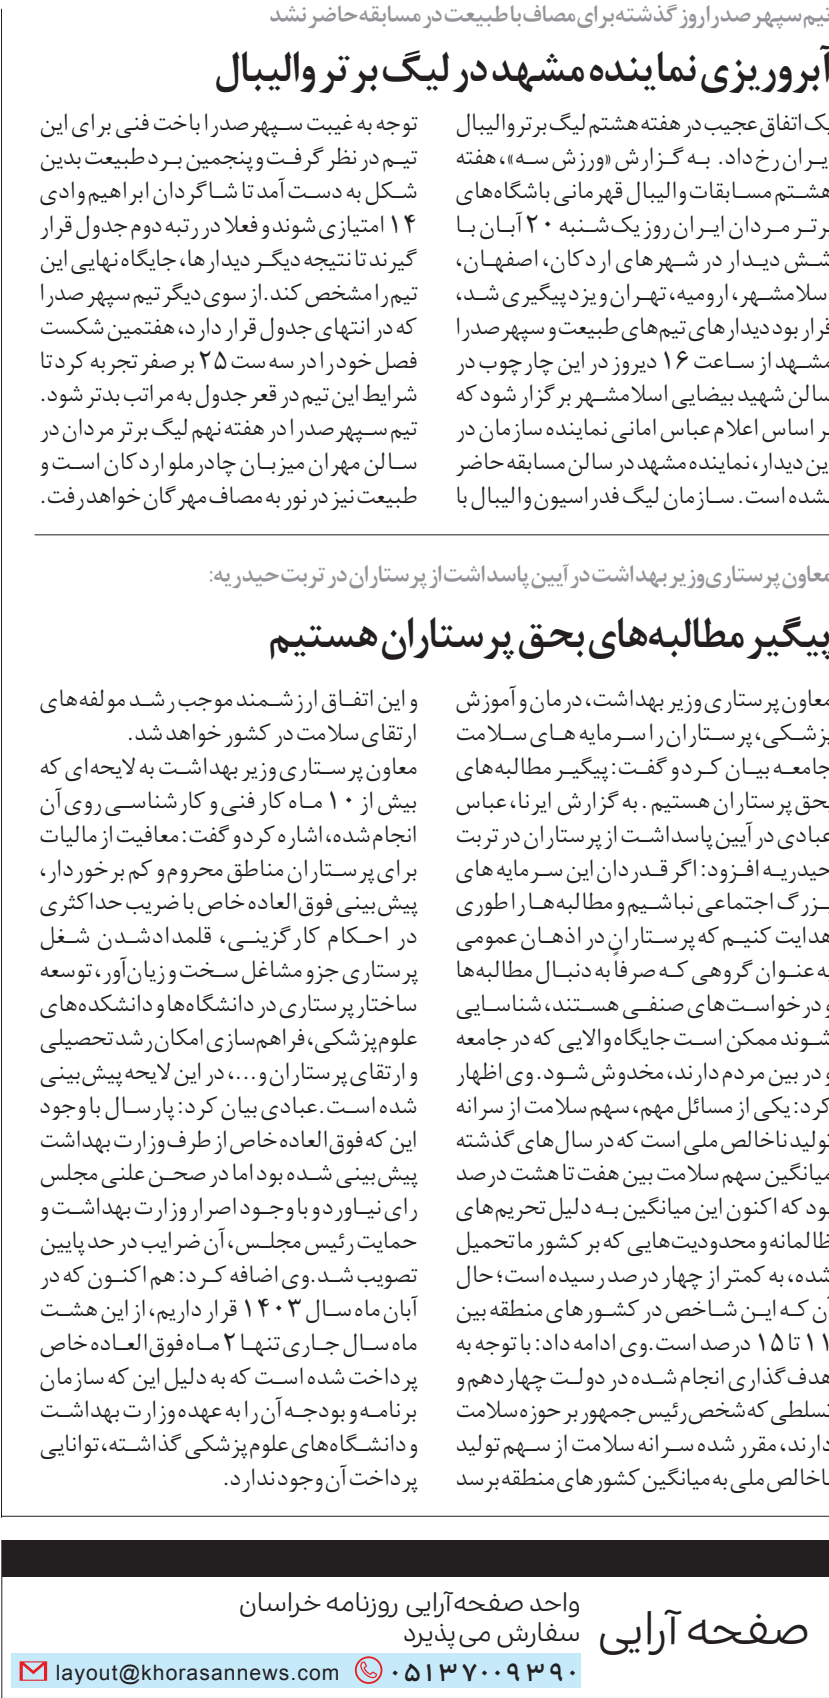 تیم سپهر صدرا روز گذشته برای مصاف با طبیعت در مسابقه حاضر نشد
آبروریزی نماینده مشهد در لیگ برتر والیبال
یک اتفاق عجیب در هفته هشتم لیگ برتر والیبال
ایران رخ داد. به گزارش «ورزش سه»، هفته
هشتم مسابقات والیبال قهرمانی باشگاه‌های
برتر مردان ایران روز یک‌شنبه ۲۰ آبان با
شش دیدار در شهرهای اردکان، اصفهان،
اسلامشهر، ارومیه، تهران و یزد پیگیری شد،
قرار بود دیدارهای تیم‌های طبیعت و سپهر صدرا
مشهد از ساعت ۱۶ دیروز در این چارچوب در
سالن شهید بیضایی اسلامشهر برگزار شود که
بر اساس اعلام عباس امانی نماینده سازمان در
این دیدار، نماینده مشهد در سالن مسابقه حاضر
نشده است. سازمان لیگ فدراسیون والیبال با
توجه به غیبت سپهر صدرا باخت فنی برای این
تیم در نظر گرفت و پنجمین برد طبیعت بدین
شکل به دست آمد تا شاگردان ابراهیم وادی
۱۴ امتیازی شوند و فعلا در رتبه دوم جدول قرار
گیرند تا نتیجه دیگر دیدارها، جایگاه نهایی این
تیم را مشخص کند. از سوی دیگر تیم سپهر صدرا
که در انتهای جدول قرار دارد، هفتمین شکست
فصل خود را در سه ست ۲۵ بر صفر تجربه کرد تا
شرایط این تیم در قعر جدول به مراتب بدتر شود.
تیم سپهر صدرا در هفته نهم لیگ برتر مردان در
سالن مهران میزبان چادرملو اردکان است و
طبیعت نیز در نور به مصاف مهرگان خواهد رفت.
معاون پرستاری وزیر بهداشت در آیین پاسداشت از پرستاران در تربت حیدریه:
پیگیر مطالبه‌های بحق پرستاران هستیم
معاون پرستاری وزیر بهداشت، درمان و آموزش
پزشکی، پرستاران را سرمایه های سلامت
جامعه بیان کرد و گفت: پیگیر مطالبه‌های
بحق پرستاران هستیم. به گزارش ایرنا، عباس
عبادی در آیین پاسداشت از پرستاران در تربت
حیدریه افزود: اگر قدردان این سرمایه های
بزرگ اجتماعی نباشیم و مطالبه‌ها را طوری
هدایت کنیم که پرستاران در اذهان عمومی
به عنوان گروهی که صرفاً به دنبال مطالبه‌ها
و درخواست‌های صنفی هستند، شناسایی
شوند ممکن است جایگاه والایی که در جامعه
و در بین مردم دارند، مخدوش شود. وی اظهار
کرد: یکی از مسائل مهم، سهم سلامت از سرانه
تولید ناخالص ملی است که در سال های گذشته
میانگین سهم سلامت بین هفت تا هشت درصد
بود که اکنون این میانگین به دلیل تحریم‌های
ظالمانه و محدودیت‌هایی که بر کشور ما تحمیل
شده، به کمتر از چهار درصد رسیده است؛ حال
آن که این شاخص در کشورهای منطقه بین
۱۱ تا ۱۵ درصد است. وی ادامه داد: با توجه به
هدف گذاری انجام شده در دولت چهاردهم و
تسلطی که شخص رئیس جمهور بر حوزه سلامت
دارند، مقرر شده سرانه سلامت از سهم تولید
ناخالص ملی به میانگین کشورهای منطقه برسد
و این اتفاق ارزشمند موجب رشد مولفه‌های
ارتقای سلامت در کشور خواهد شد.
معاون پرستاری وزیر بهداشت به لایحه‌ای که
بیش از ۱۰ ماه کار فنی و کارشناسی روی آن
انجام شده، اشاره کرد و گفت: معافیت از مالیات
برای پرستاران مناطق محروم و کم برخوردار،
پیش‌بینی فوق‌العاده خاص با ضریب حداکثری
در احکام کارگزینی، قلمداد شدن شغل
پرستاری جزو مشاغل سخت و زیان‌آور، توسعه
ساختار پرستاری در دانشگاه‌ها و دانشکده‌های
علوم پزشکی، فراهم سازی امکان رشد تحصیلی
و ارتقای پرستاران و...، در این لایحه پیش بینی
شده است. عبادی بیان کرد: پارسال با وجود
این که فوق‌العاده خاص از طرف وزارت بهداشت
پیش‌بینی شده بود اما در صحن علنی مجلس
رای نیاورد و با وجود اصرار وزارت بهداشت و
حمایت رئیس مجلس، آن ضرایب در حد پایین
تصویب شد. وی اضافه کرد: هم اکنون که در
آبان ماه سال ۱۴۰۳ قرار داریم، از این هشت
ماه سال جاری تنها ۲ ماه فوق العاده خاص
پرداخت شده است که به دلیل این که سازمان
برنامه و بودجه آن را به عهده وزارت بهداشت
و دانشگاه‌های علوم پزشکی گذاشته، توانایی
پرداخت آن وجود ندارد.
صفحه آرایی
واحد صفحه‌آرایی روزنامه خراسان
سفارش می‌پذیرد
layout@khorasannews.com ۰۵۱۳۷۰۰۹۳۹۰